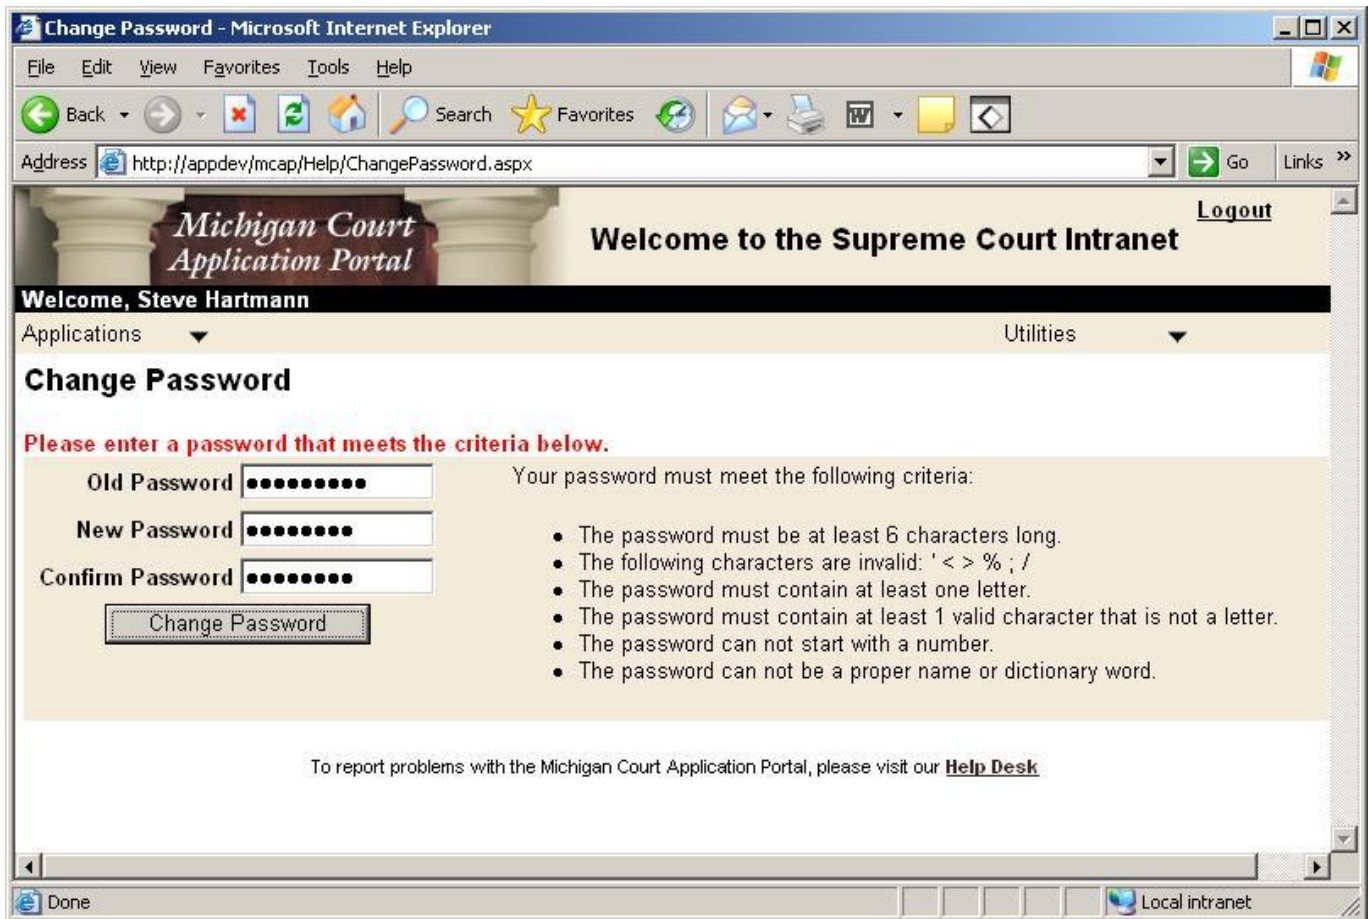 Change Password - Microsoft Internet Explorer
File Edit View Favorites Tools Help
Back Search Favorites
Address http://appdev/mcap/Help/ChangePassword.aspx Go Links »
Michigan Court
Application Portal
Logout
Welcome to the Supreme Court Intranet
Welcome, Steve Hartmann
Applications Utilities
Change Password
Please enter a password that meets the criteria below.
Old Password •••••••••
New Password ••••••••
Confirm Password ••••••••
Change Password
Your password must meet the following criteria:
• The password must be at least 6 characters long.
• The following characters are invalid: ' < > % ; /
• The password must contain at least one letter.
• The password must contain at least 1 valid character that is not a letter.
• The password can not start with a number.
• The password can not be a proper name or dictionary word.
To report problems with the Michigan Court Application Portal, please visit our Help Desk
Done Local intranet